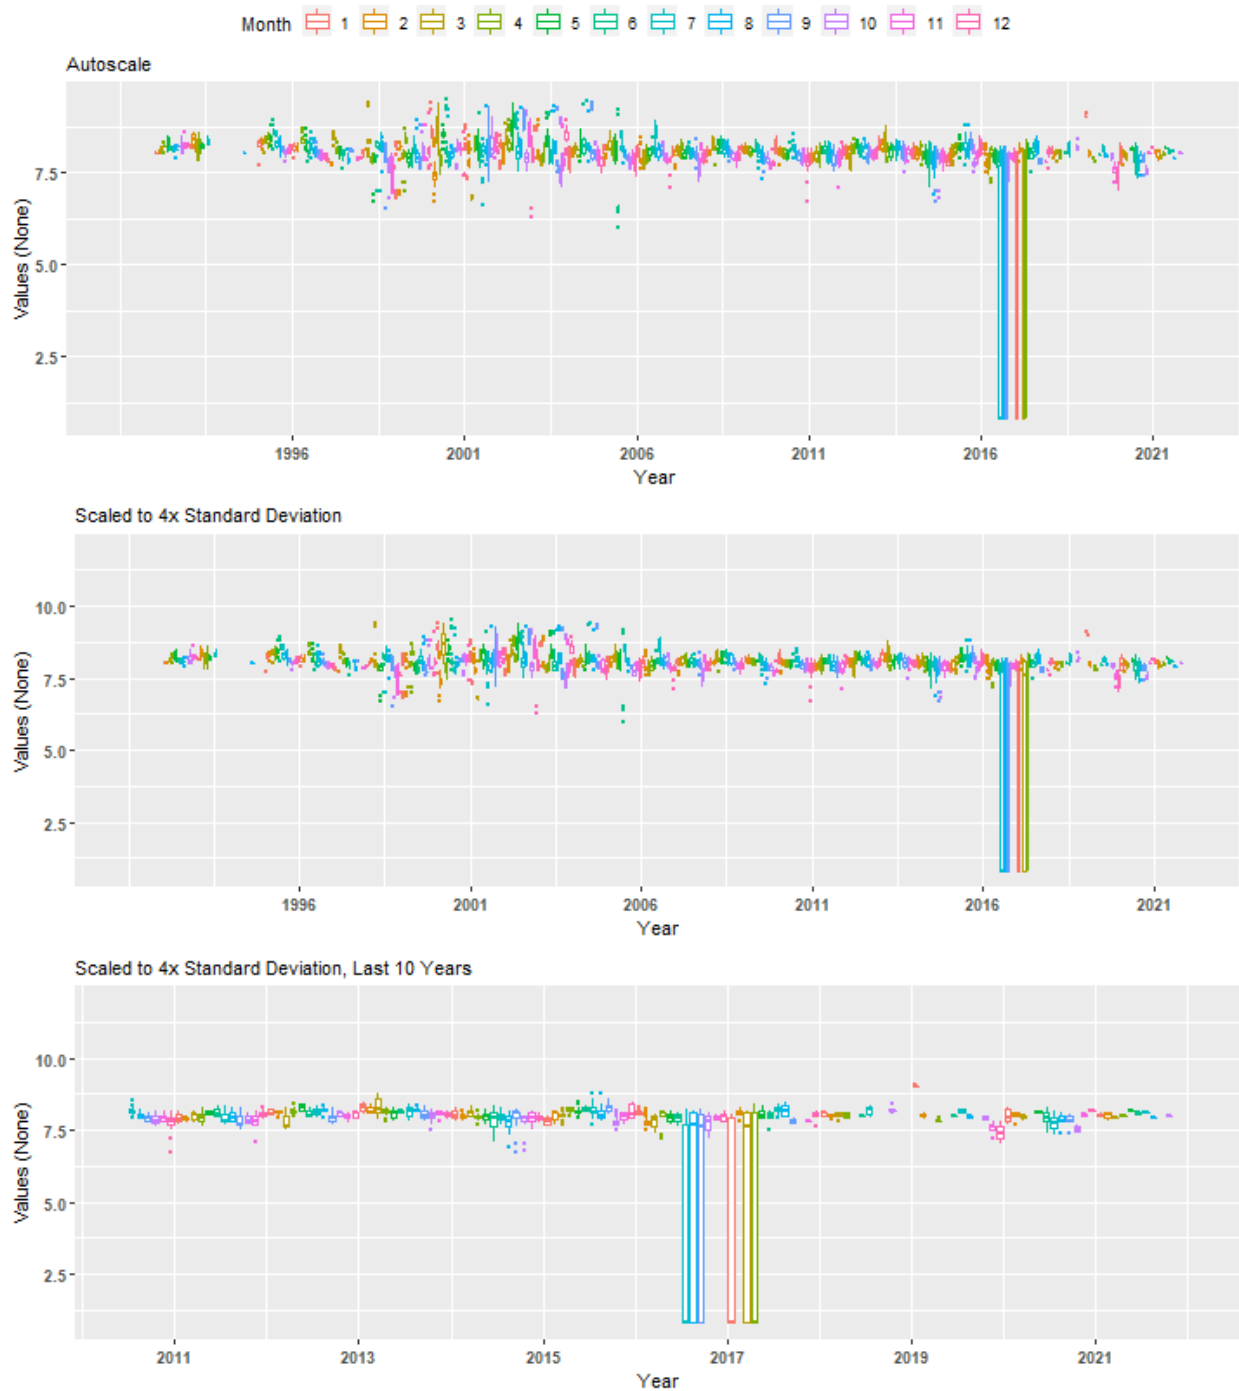 Month 1 2 3 4 5 6 7 8 9 10 11 12
Autoscale
Values (None)
7.5
5.0
2.5
1996 2001 2006 2011 2016 2021
Year
Scaled to 4x Standard Deviation
Values (None)
10.0
7.5
5.0
2.5
1996 2001 2006 2011 2016 2021
Year
Scaled to 4x Standard Deviation, Last 10 Years
Values (None)
10.0
7.5
5.0
2.5
2011 2013 2015 2017 2019 2021
Year